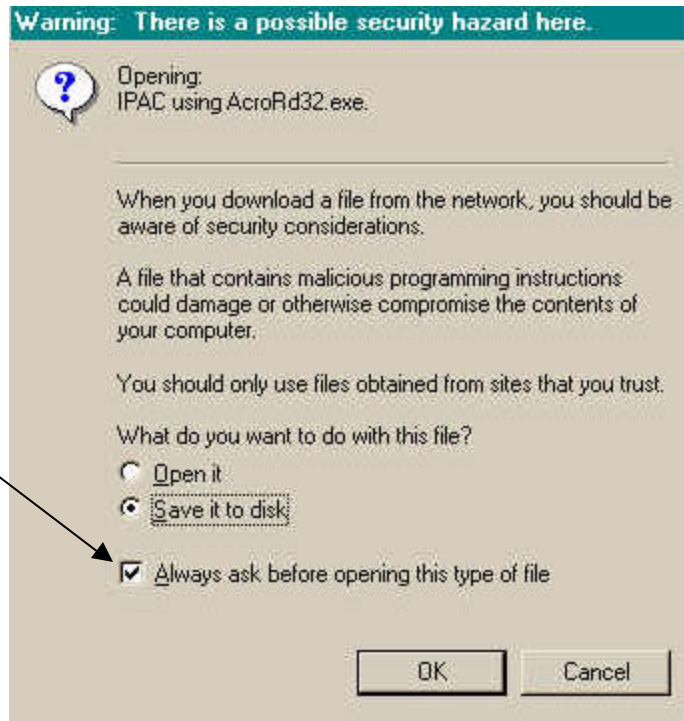 Warning: There is a possible security hazard here.
?
Opening:
IPAC using AcroRd32.exe.
When you download a file from the network, you should be
aware of security considerations.
A file that contains malicious programming instructions
could damage or otherwise compromise the contents of
your computer.
You should only use files obtained from sites that you trust.
What do you want to do with this file?
Open it
Save it to disk
Always ask before opening this type of file
OK Cancel